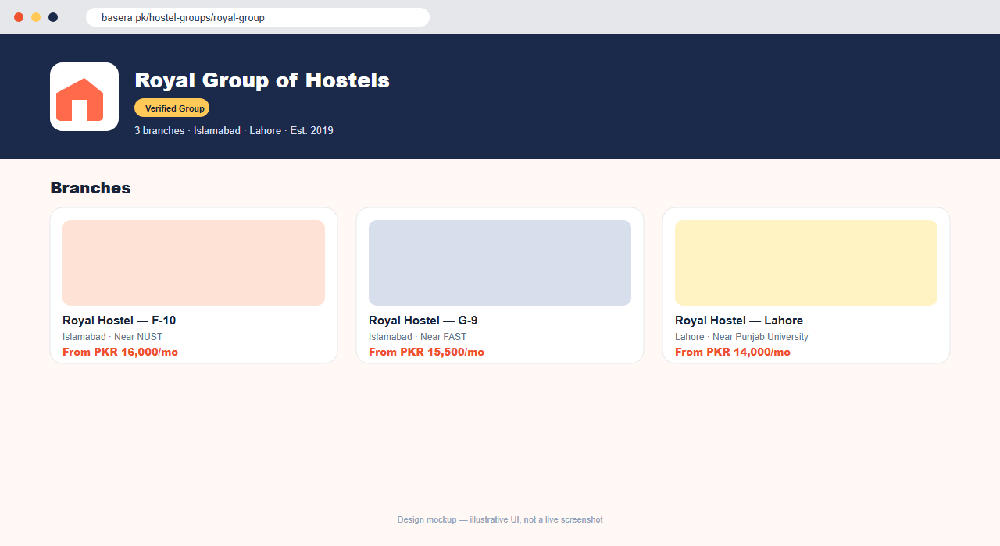 basera.pk/hostel-groups/royal-group
Royal Group of Hostels
Verified Group
3 branches · Islamabad · Lahore · Est. 2019
Branches
Royal Hostel — F-10
Islamabad · Near NUST
From PKR 16,000/mo
Royal Hostel — G-9
Islamabad · Near FAST
From PKR 15,500/mo
Royal Hostel — Lahore
Lahore · Near Punjab University
From PKR 14,000/mo
Design mockup — illustrative UI, not a live screenshot